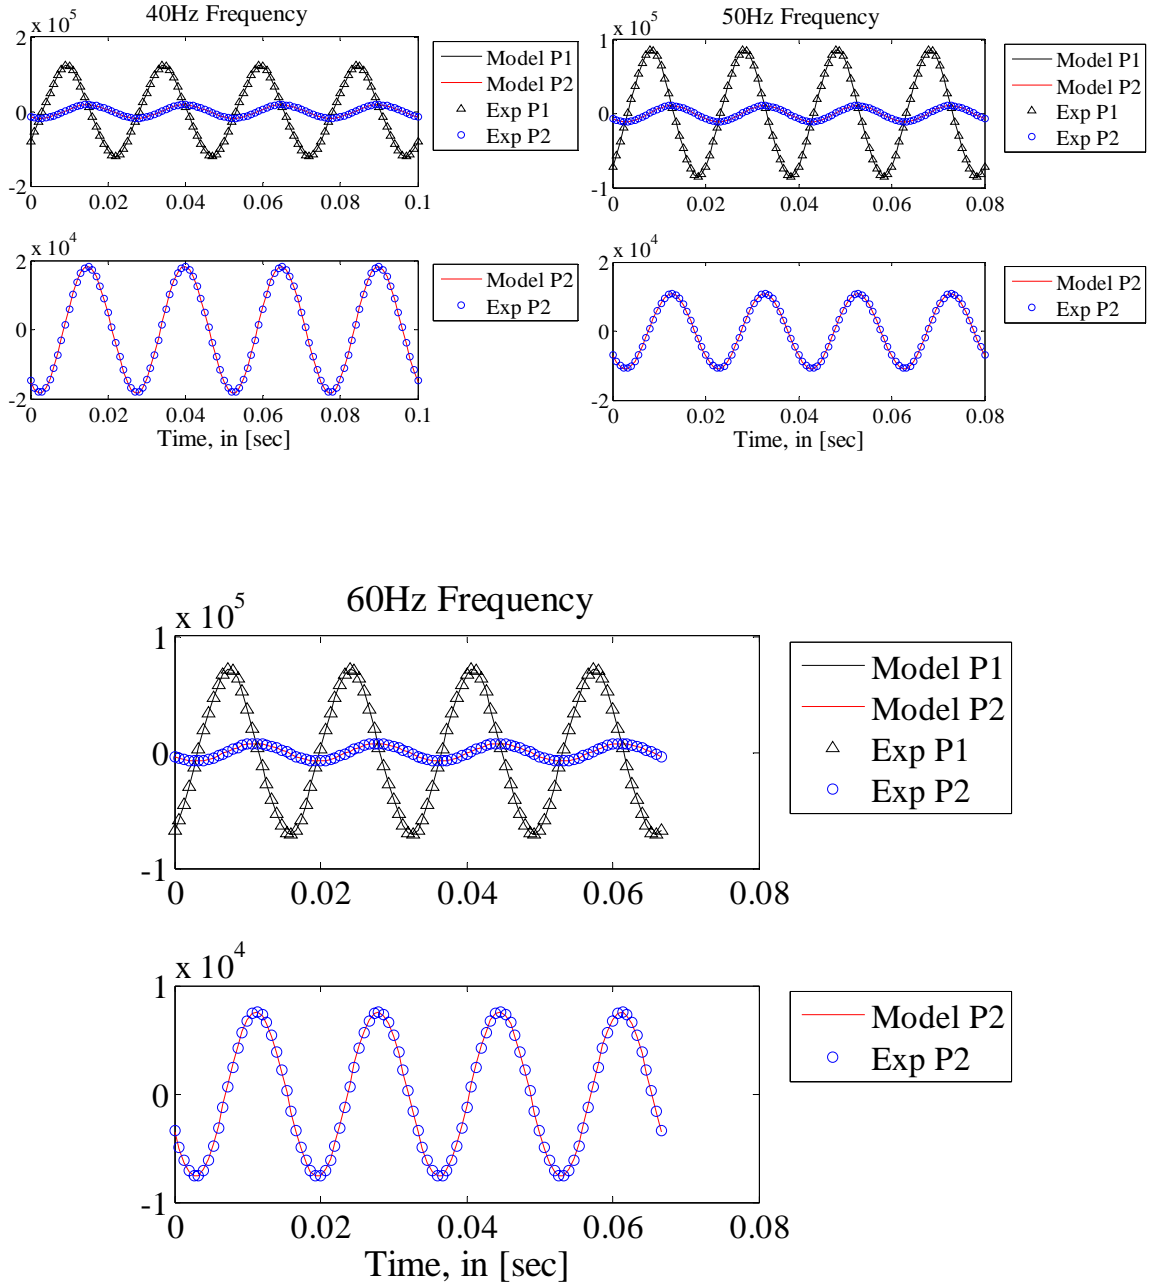 40Hz Frequency
x 10^5
2
0
-2
0 0.02 0.04 0.06 0.08 0.1
Model P1
Model P2
Exp P1
Exp P2
x 10^4
2
0
-2
0 0.02 0.04 0.06 0.08 0.1
Time, in [sec]
Model P2
Exp P2
50Hz Frequency
x 10^5
1
0
-1
0 0.02 0.04 0.06 0.08
Model P1
Model P2
Exp P1
Exp P2
x 10^4
2
0
-2
0 0.02 0.04 0.06 0.08
Time, in [sec]
Model P2
Exp P2
60Hz Frequency
x 10^5
1
0
-1
0 0.02 0.04 0.06 0.08
Model P1
Model P2
Exp P1
Exp P2
x 10^4
1
0
-1
0 0.02 0.04 0.06 0.08
Time, in [sec]
Model P2
Exp P2